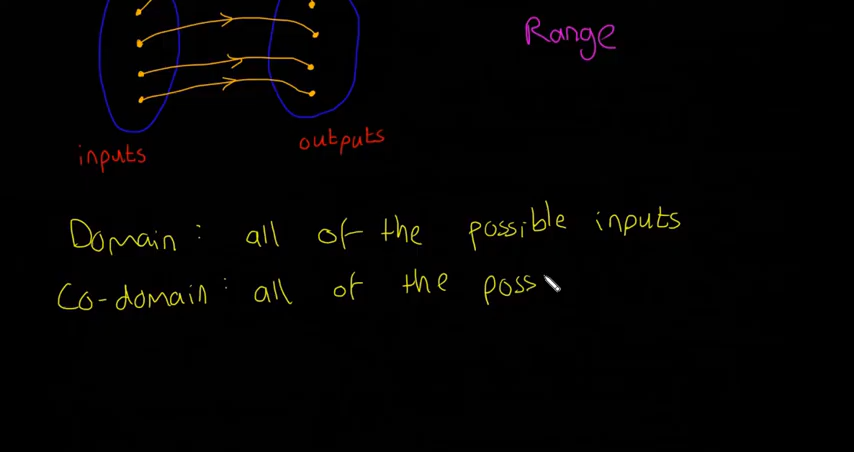 Range
inputs
outputs
Domain: all of the possible inputs
Co-domain: all of the poss